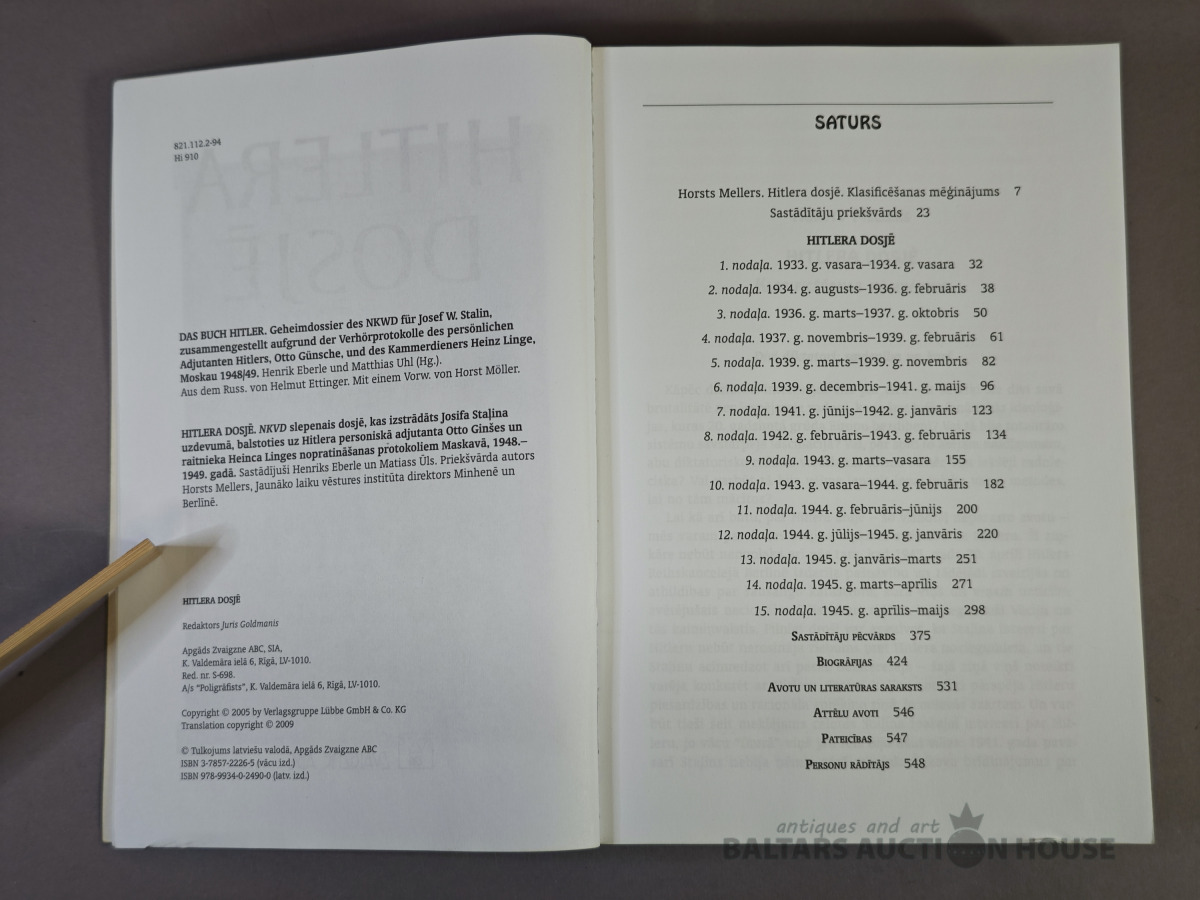 821.112.2-94
Hi 910
DAS BUCH HITLER. Geheimdossier des NKWD für Josef W. Stalin,
zusammengestellt aufgrund der Verhörprotokolle des persönlichen
Adjutanten Hitlers, Otto Günsche, und des Kammerdieners Heinz Linge,
Moskau 1948/49. Henrik Eberle und Matthias Uhl (Hg.).
Aus dem Russ. von Helmut Ettinger. Mit einem Vorw. von Horst Möller.
HITLERA DOSJĒ. NKVD slepenais dosjē, kas izstrādāts Josifa Staļina
uzdevumā, balstoties uz Hitlera personiskā adjutanta Otto Ginšes un
raitnieka Heinca Linges nopratināšanas protokoliem Maskavā, 1948.–
1949. gadā. Sastādījuši Henriks Eberle un Matiass Ūls. Priekšvārda autors
Horsts Mellers, Jaunāko laiku vēstures institūta direktors Minhenē un
Berlīnē.
HITLERA DOSJĒ
Redaktors Juris Goldmanis
Apgāds Zvaigzne ABC, SIA,
K. Valdemāra ielā 6, Rīgā, LV-1010.
Red. nr. S-698.
A/s "Poligrāfists", K. Valdemāra ielā 6, Rīgā, LV-1010.
Copyright © 2005 by Verlagsgruppe Lübbe GmbH & Co. KG
Translation copyright © 2009
© Tulkojums latviešu valodā, Apgāds Zvaigzne ABC
ISBN 3-7857-2226-5 (vācu izd.)
ISBN 978-9934-0-2490-0 (latv. izd.)
SATURS
Horsts Mellers. Hitlera dosjē. Klasificēšanas mēģinājums 7
Sastādītāju priekšvārds 23
HITLERA DOSJĒ
1. nodaļa. 1933. g. vasara–1934. g. vasara 32
2. nodaļa. 1934. g. augusts–1936. g. februāris 38
3. nodaļa. 1936. g. marts–1937. g. oktobris 50
4. nodaļa. 1937. g. novembris–1939. g. februāris 61
5. nodaļa. 1939. g. marts–1939. g. novembris 82
6. nodaļa. 1939. g. decembris–1941. g. maijs 96
7. nodaļa. 1941. g. jūnijs–1942. g. janvāris 123
8. nodaļa. 1942. g. februāris–1943. g. februāris 134
9. nodaļa. 1943. g. marts–vasara 155
10. nodaļa. 1943. g. vasara–1944. g. februāris 182
11. nodaļa. 1944. g. februāris–jūnijs 200
12. nodaļa. 1944. g. jūlijs–1945. g. janvāris 220
13. nodaļa. 1945. g. janvāris–marts 251
14. nodaļa. 1945. g. marts–aprīlis 271
15. nodaļa. 1945. g. aprīlis–maijs 298
Sastādītāju pēcvārds 375
Biogrāfijas 424
Avotu un literatūras saraksts 531
Attēlu avoti 546
Pateicības 547
Personu rādītājs 548
antiques and art
BALTARS AUCTION HOUSE